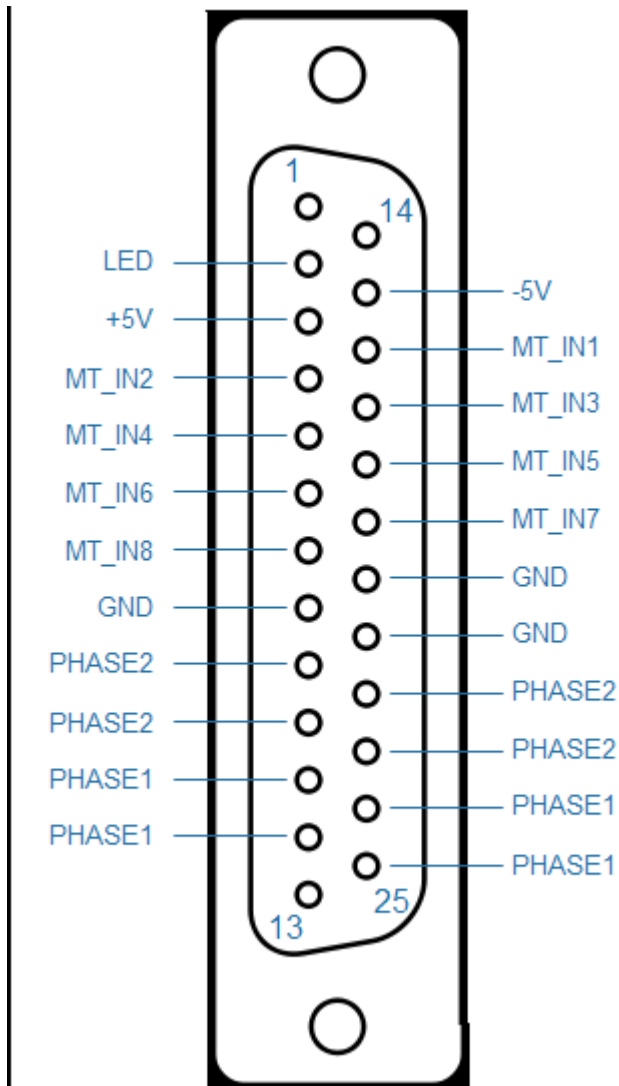 1
14
LED
-5V
+5V
MT_IN1
MT_IN2
MT_IN3
MT_IN4
MT_IN5
MT_IN6
MT_IN7
MT_IN8
GND
GND
GND
PHASE2
PHASE2
PHASE2
PHASE2
PHASE1
PHASE1
PHASE1
PHASE1
25
13